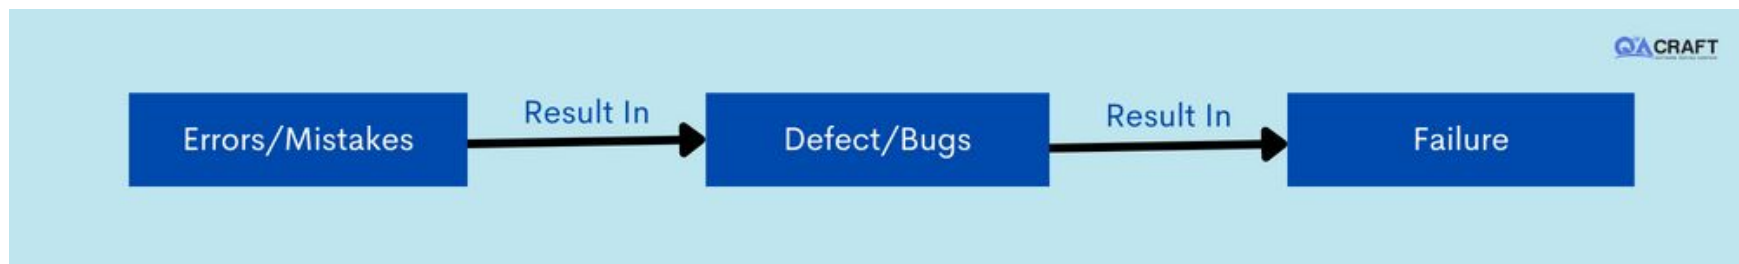 QACRAFT
Result In
Result In
Errors/Mistakes
Defect/Bugs
Failure